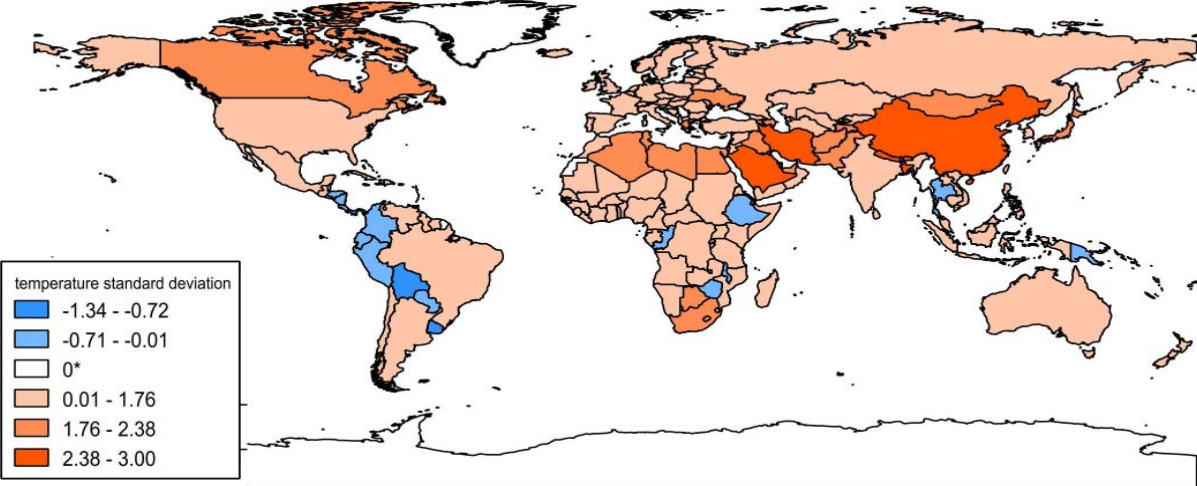 temperature standard deviation
-1.34 - -0.72
-0.71 - -0.01
0*
0.01 - 1.76
1.76 - 2.38
2.38 - 3.00